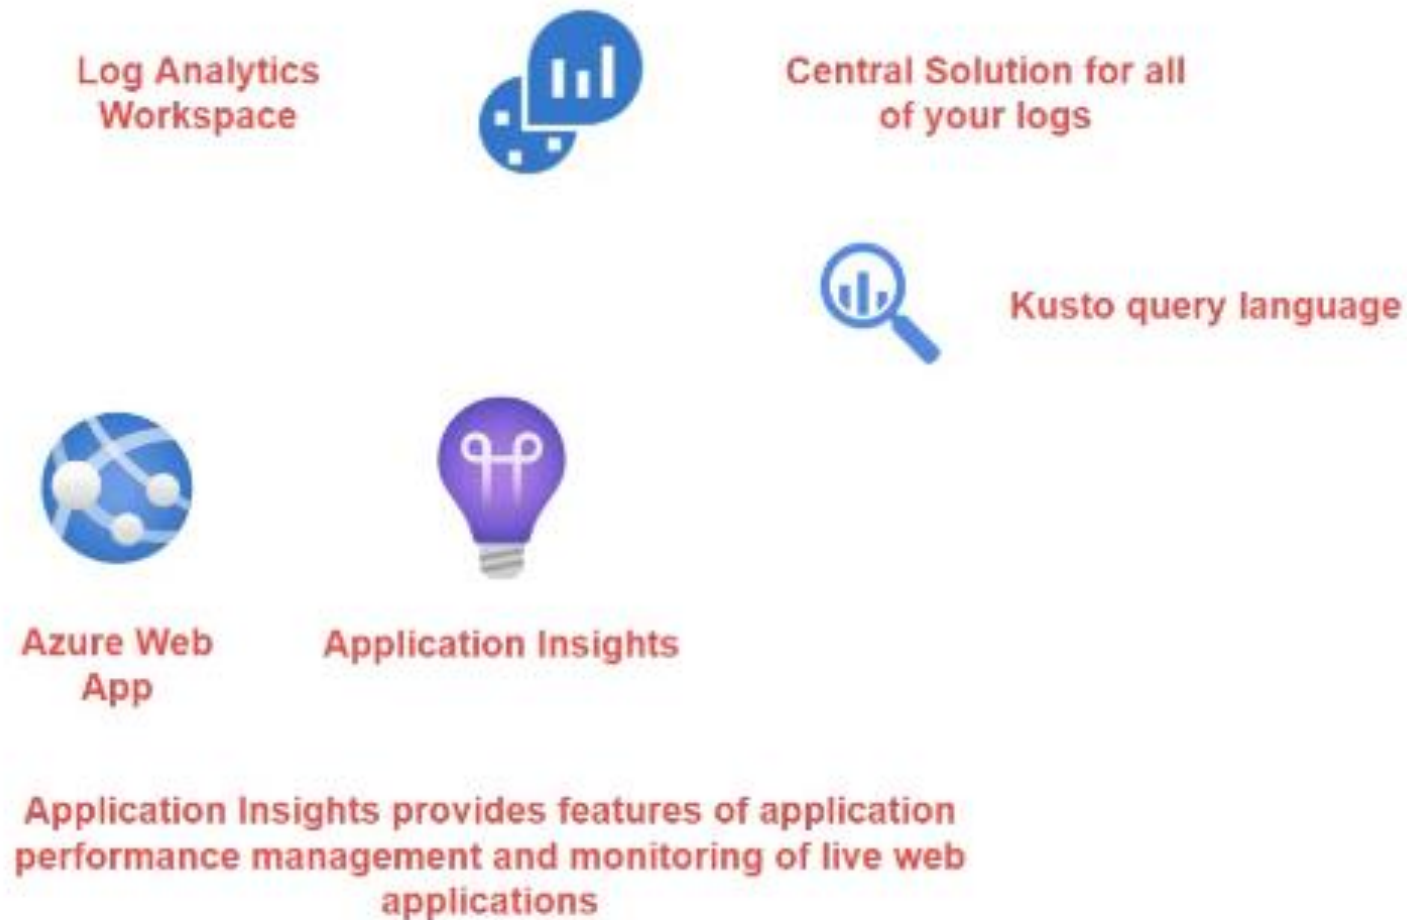 Log Analytics
Workspace
Central Solution for all
of your logs
Kusto query language
Azure Web
App
Application Insights
Application Insights provides features of application
performance management and monitoring of live web
applications